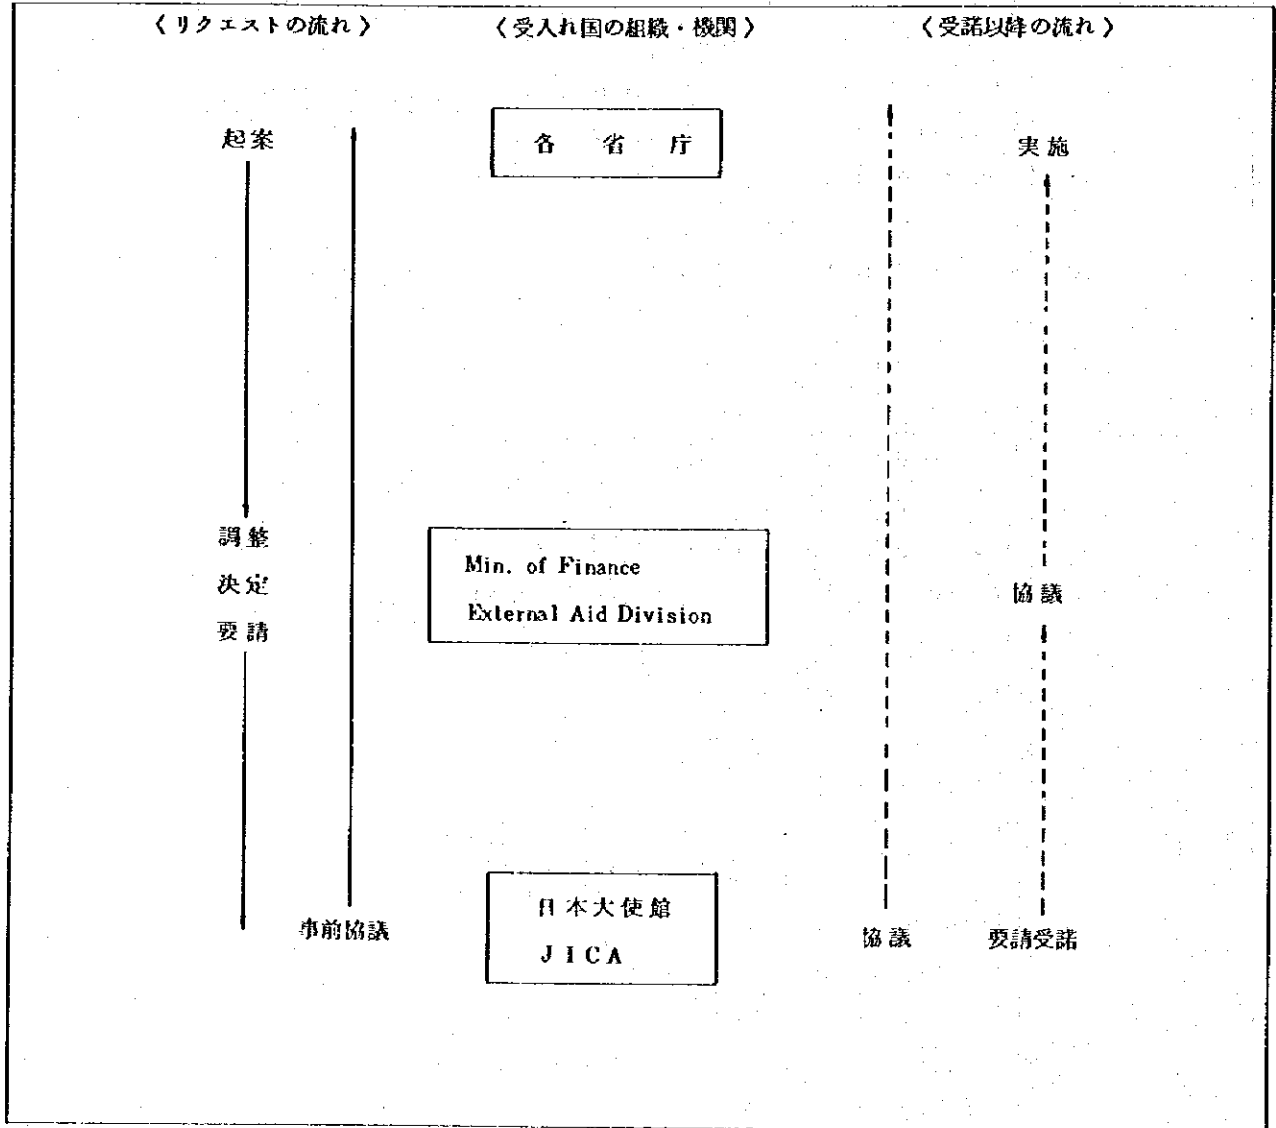 〈リクエストの流れ〉
〈受入れ国の組織・機関〉
〈受諾以降の流れ〉
起案
各省庁
実施
調整
決定
要請
Min. of Finance
External Aid Division
協議
事前協議
日本大使館
JICA
協議
要請受諾